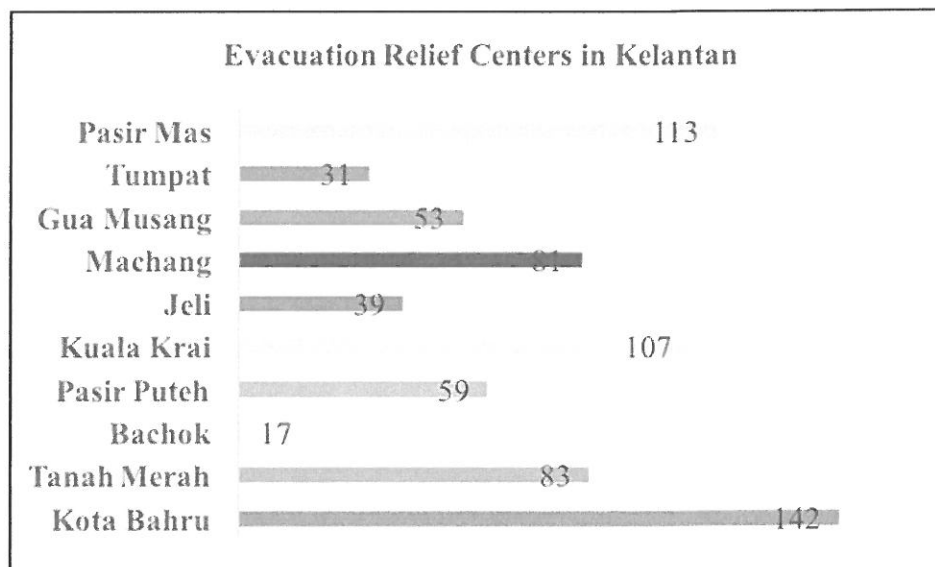 Evacuation Relief Centers in Kelantan
Pasir Mas 113
Tumpat 31
Gua Musang 53
Machang 81
Jeli 39
Kuala Krai 107
Pasir Puteh 59
Bachok 17
Tanah Merah 83
Kota Bahru 142